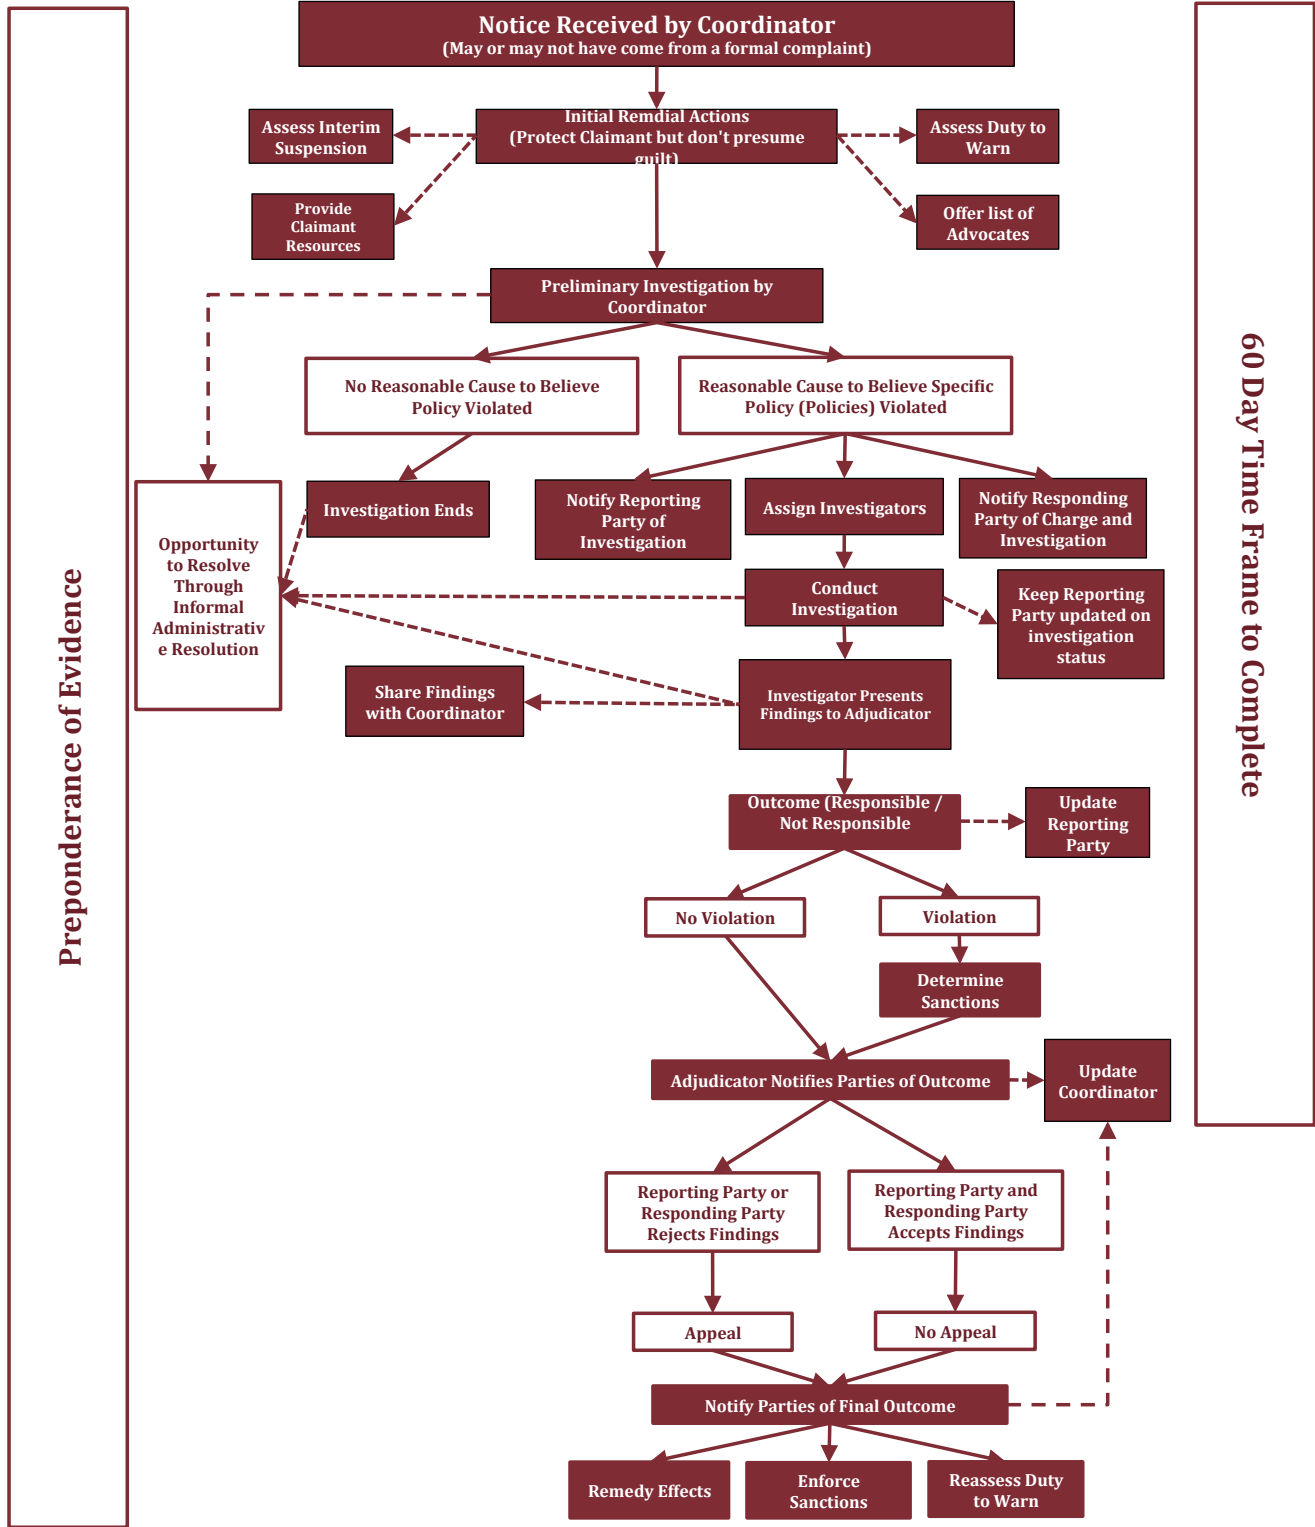 Notice Received by Coordinator
(May or may not have come from a formal complaint)
Initial Remdial Actions
(Protect Claimant but don't presume
guilt)
Assess Interim
Suspension
Assess Duty to
Warn
Provide
Claimant
Resources
Offer list of
Advocates
Preliminary Investigation by
Coordinator
No Reasonable Cause to Believe
Policy Violated
Reasonable Cause to Believe Specific
Policy (Policies) Violated
Investigation Ends
Notify Reporting
Party of
Investigation
Assign Investigators
Notify Responding
Party of Charge and
Investigation
Opportunity
to Resolve
Through
Informal
Administrativ
e Resolution
Conduct
Investigation
Keep Reporting
Party updated on
investigation
status
Share Findings
with Coordinator
Investigator Presents
Findings to Adjudicator
Outcome (Responsible /
Not Responsible
Update
Reporting
Party
No Violation
Violation
Determine
Sanctions
Adjudicator Notifies Parties of Outcome
Update
Coordinator
Reporting Party or
Responding Party
Rejects Findings
Reporting Party and
Responding Party
Accepts Findings
Appeal
No Appeal
Notify Parties of Final Outcome
Remedy Effects
Enforce
Sanctions
Reassess Duty
to Warn
Preponderance of Evidence
60 Day Time Frame to Complete